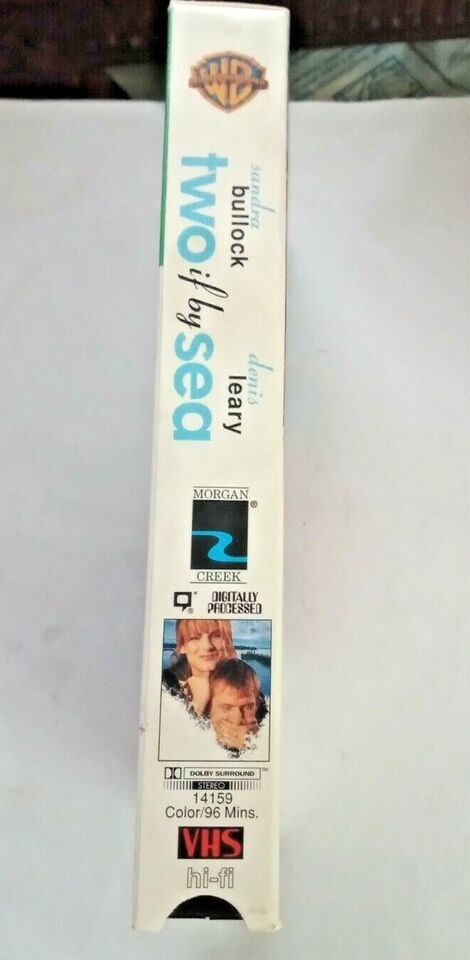 WB
sandra
bullock
denis
leary
two if by sea
MORGAN
CREEK
®
DIGITALLY
PROCESSED
DOLBY SURROUND
™
STEREO
14159
Color/96 Mins.
VHS
hi-fi